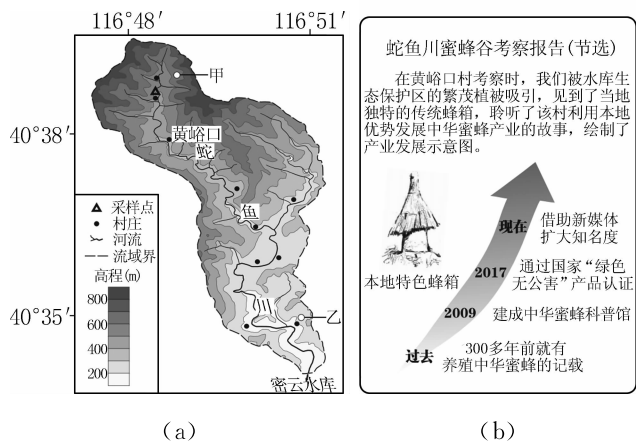 116°48′ 116°51′
甲
40°38′
黄峪口
蛇
鱼
川
采样点
村庄
河流
流域界
高程(m)
800
600
400
200
40°35′
乙
密云水库
(a)
蛇鱼川蜜蜂谷考察报告(节选)
在黄峪口村考察时，我们被水库生
态保护区的繁茂植被吸引，见到了当地
独特的传统蜂箱，聆听了该村利用本地
优势发展中华蜜蜂产业的故事，绘制了
产业发展示意图。
本地特色蜂箱
现在
借助新媒体
扩大知名度
2017
通过国家“绿色
无公害”产品认证
2009
建成中华蜜蜂科普馆
过去
300多年前就有
养殖中华蜜蜂的记载
(b)